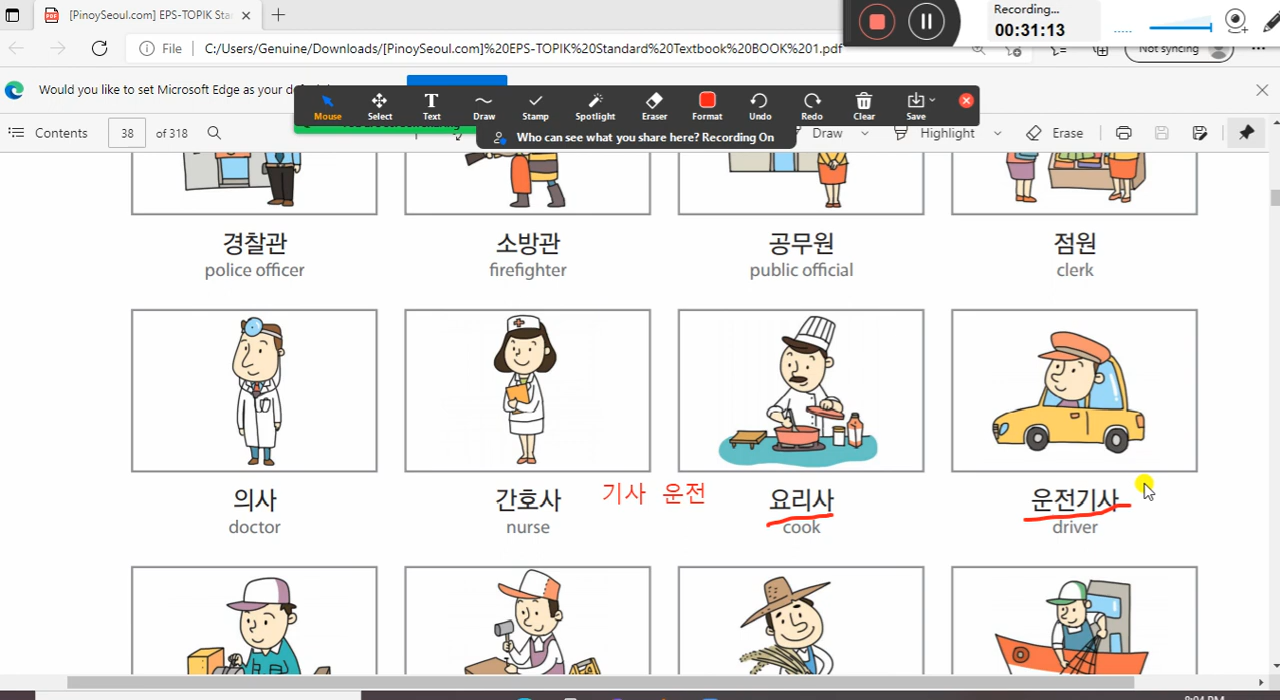 [PinoySeoul.com] EPS-TOPIK Sta
Recording...
00:31:13
File C:/Users/Genuine/Downloads/[PinoySeoul.com]%20EPS-TOPIK%20Standard%20Textbook%20BOOK%201.pdf
Not syncing
Would you like to set Microsoft Edge as your de
Mouse Select Text Draw Stamp Spotlight Eraser Format Undo Redo Clear Save
Who can see what you share here? Recording On
Contents 38 of 318 Draw Highlight Erase
경찰관 소방관 공무원 점원
police officer firefighter public official clerk
의사 간호사 기사 운전 요리사 운전기사
doctor nurse cook driver
8:04 PM